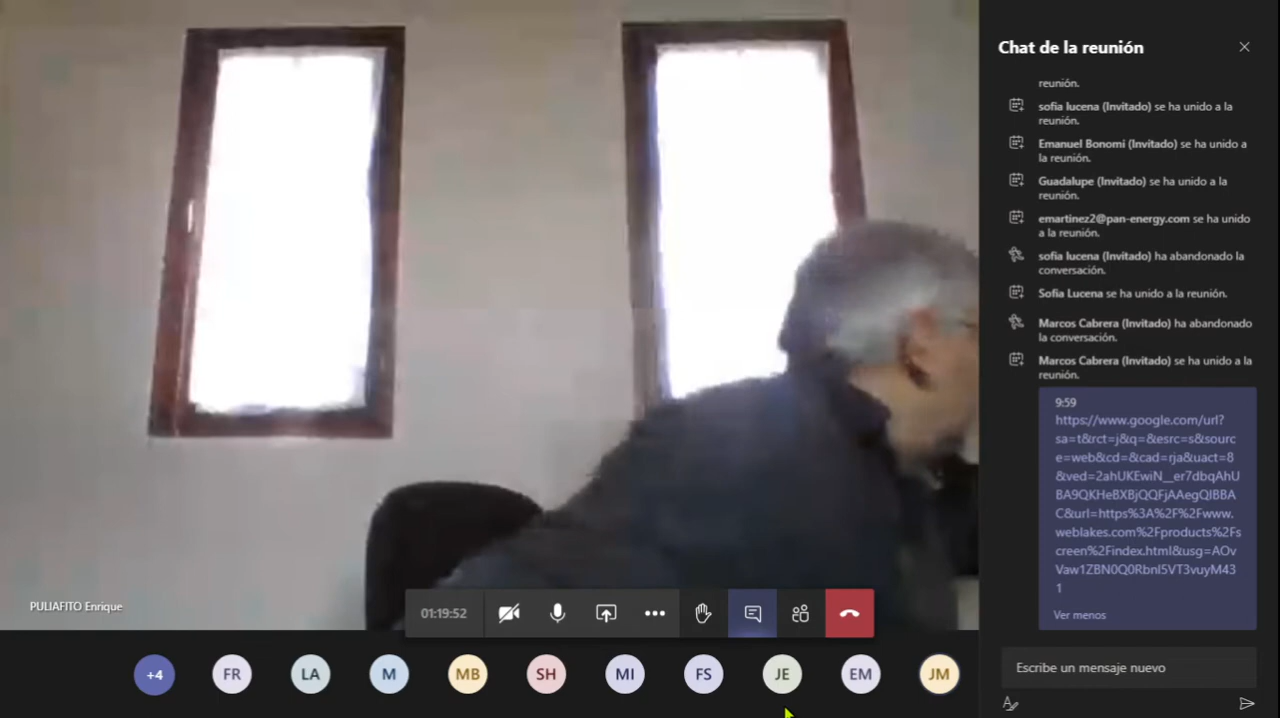 Chat de la reunión
reunión.
sofia lucena (Invitado) se ha unido a la
reunión.
Emanuel Bonomi (Invitado) se ha unido a
la reunión.
Guadalupe (Invitado) se ha unido a la
reunión.
emartinez2@pan-energy.com se ha unido
a la reunión.
sofia lucena (Invitado) ha abandonado la
conversación.
Sofia Lucena se ha unido a la reunión.
Marcos Cabrera (Invitado) ha abandonado
la conversación.
Marcos Cabrera (Invitado) se ha unido a la
reunión.
9:59
https://www.google.com/url?
sa=t&rct=j&q=&esrc=s&sourc
e=web&cd=&cad=rja&uact=8
&ved=2ahUKEwiN__er7dbqAhU
BA9QKHeBXBjQQFjAAegQIBBA
C&url=https%3A%2F%2Fwww.
weblakes.com%2Fproducts%2Fs
creen%2Findex.html&usg=AOv
Vaw1ZBN0Q0RbnI5VT3vuyM43
1
Ver menos
Escribe un mensaje nuevo
PULIAFITO Enrique
01:19:52
+4
FR
LA
M
MB
SH
MI
FS
JE
EM
JM